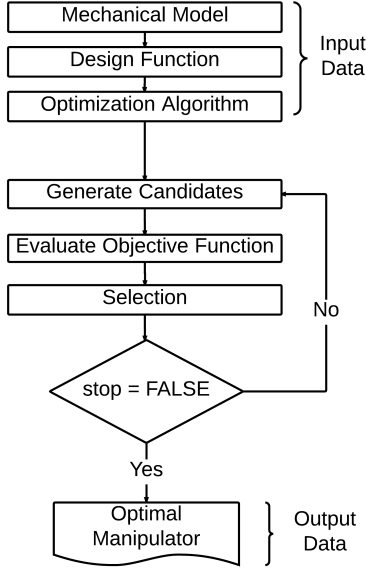 Mechanical Model
Design Function
Optimization Algorithm
Input
Data
Generate Candidates
Evaluate Objective Function
Selection
No
stop = FALSE
Yes
Optimal
Manipulator
Output
Data